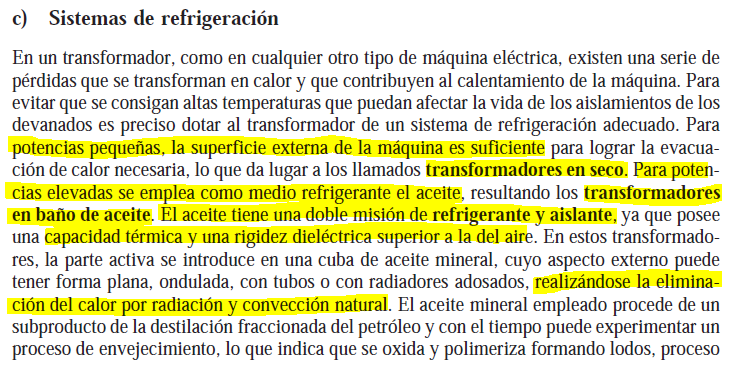 c) Sistemas de refrigeración
En un transformador, como en cualquier otro tipo de máquina eléctrica, existen una serie de
pérdidas que se transforman en calor y que contribuyen al calentamiento de la máquina. Para
evitar que se consigan altas temperaturas que puedan afectar la vida de los aislamientos de los
devanados es preciso dotar al transformador de un sistema de refrigeración adecuado. Para
potencias pequeñas, la superficie externa de la máquina es suficiente para lograr la evacua-
ción de calor necesaria, lo que da lugar a los llamados transformadores en seco. Para poten-
cias elevadas se emplea como medio refrigerante el aceite, resultando los transformadores
en baño de aceite. El aceite tiene una doble misión de refrigerante y aislante, ya que posee
una capacidad térmica y una rigidez dieléctrica superior a la del aire. En estos transformado-
res, la parte activa se introduce en una cuba de aceite mineral, cuyo aspecto externo puede
tener forma plana, ondulada, con tubos o con radiadores adosados, realizándose la elimina-
ción del calor por radiación y convección natural. El aceite mineral empleado procede de un
subproducto de la destilación fraccionada del petróleo y con el tiempo puede experimentar un
proceso de envejecimiento, lo que indica que se oxida y polimeriza formando lodos, proceso